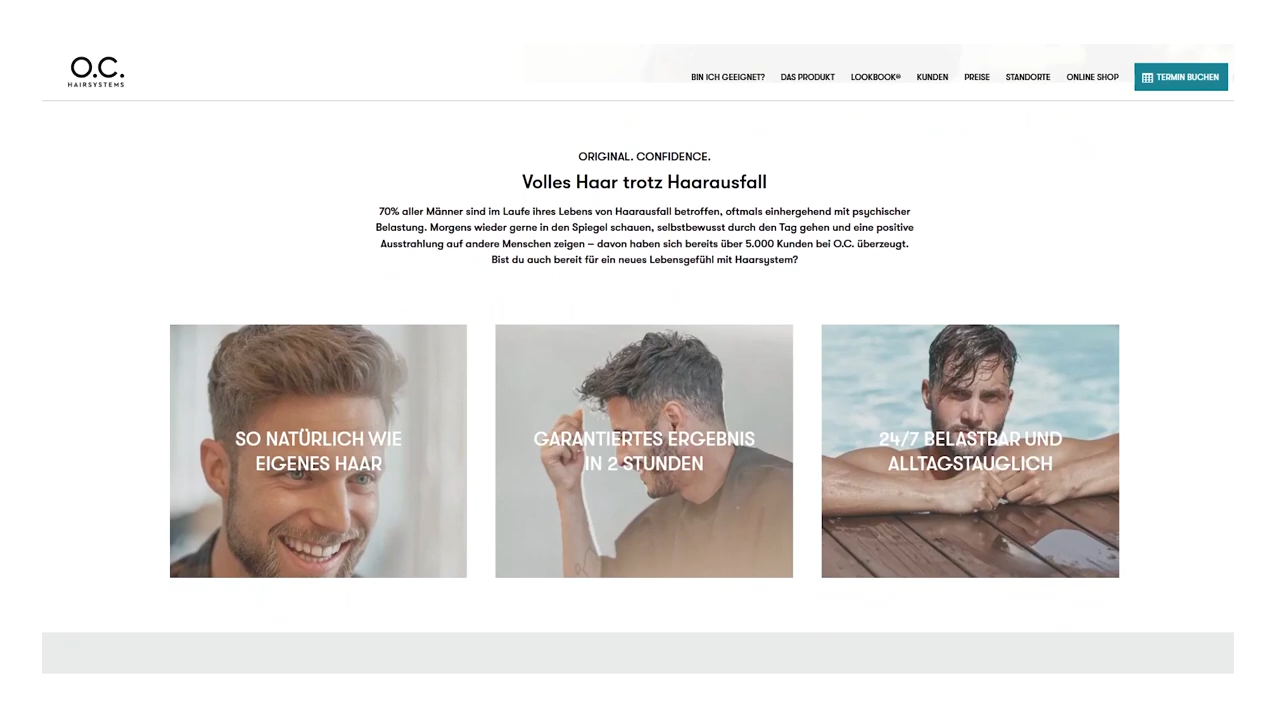 O.C.
HAIRSYSTEMS
BIN ICH GEEIGNET? DAS PRODUKT LOOKBOOK® KUNDEN PREISE STANDORTE ONLINE SHOP TERMIN BUCHEN
ORIGINAL. CONFIDENCE.
Volles Haar trotz Haarausfall
70% aller Männer sind im Laufe ihres Lebens von Haarausfall betroffen, oftmals einhergehend mit psychischer
Belastung. Morgens wieder gerne in den Spiegel schauen, selbstbewusst durch den Tag gehen und eine positive
Ausstrahlung auf andere Menschen zeigen – davon haben sich bereits über 5.000 Kunden bei O.C. überzeugt.
Bist du auch bereit für ein neues Lebensgefühl mit Haarsystem?
SO NATÜRLICH WIE
EIGENES HAAR
GARANTIERTES ERGEBNIS
IN 2 STUNDEN
24/7 BELASTBAR UND
ALLTAGSTAUGLICH